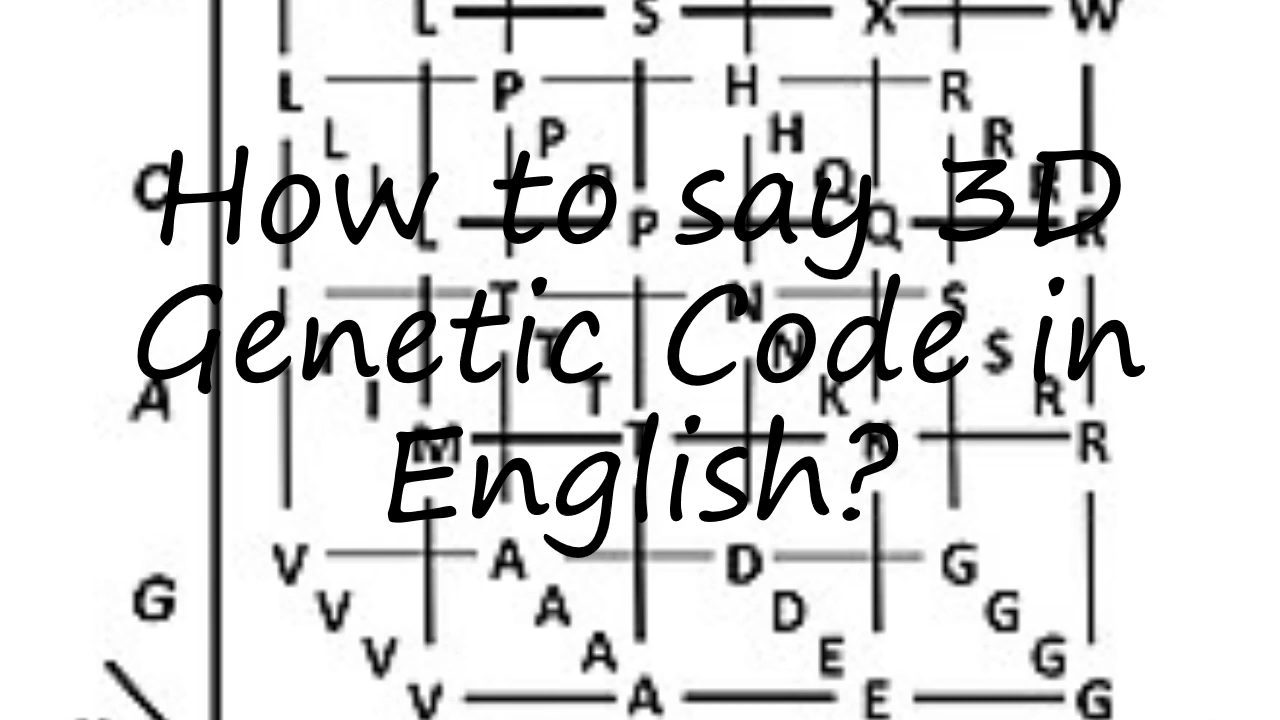 L S X W
L P H R
L P H R
C L P Q R
How to say 3D
L P Q R
I T N S
Genetic Code in
I T N S
A I T K R
M T K R
English?
V A D G
G V A D G
V A E G
V A E G